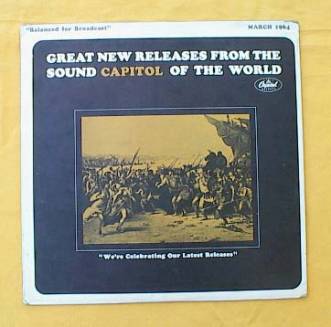 "Balanced for Broadcast" MARCH 1964
GREAT NEW RELEASES FROM THE
SOUND CAPITOL OF THE WORLD
Capitol
"We're Celebrating Our Latest Releases"